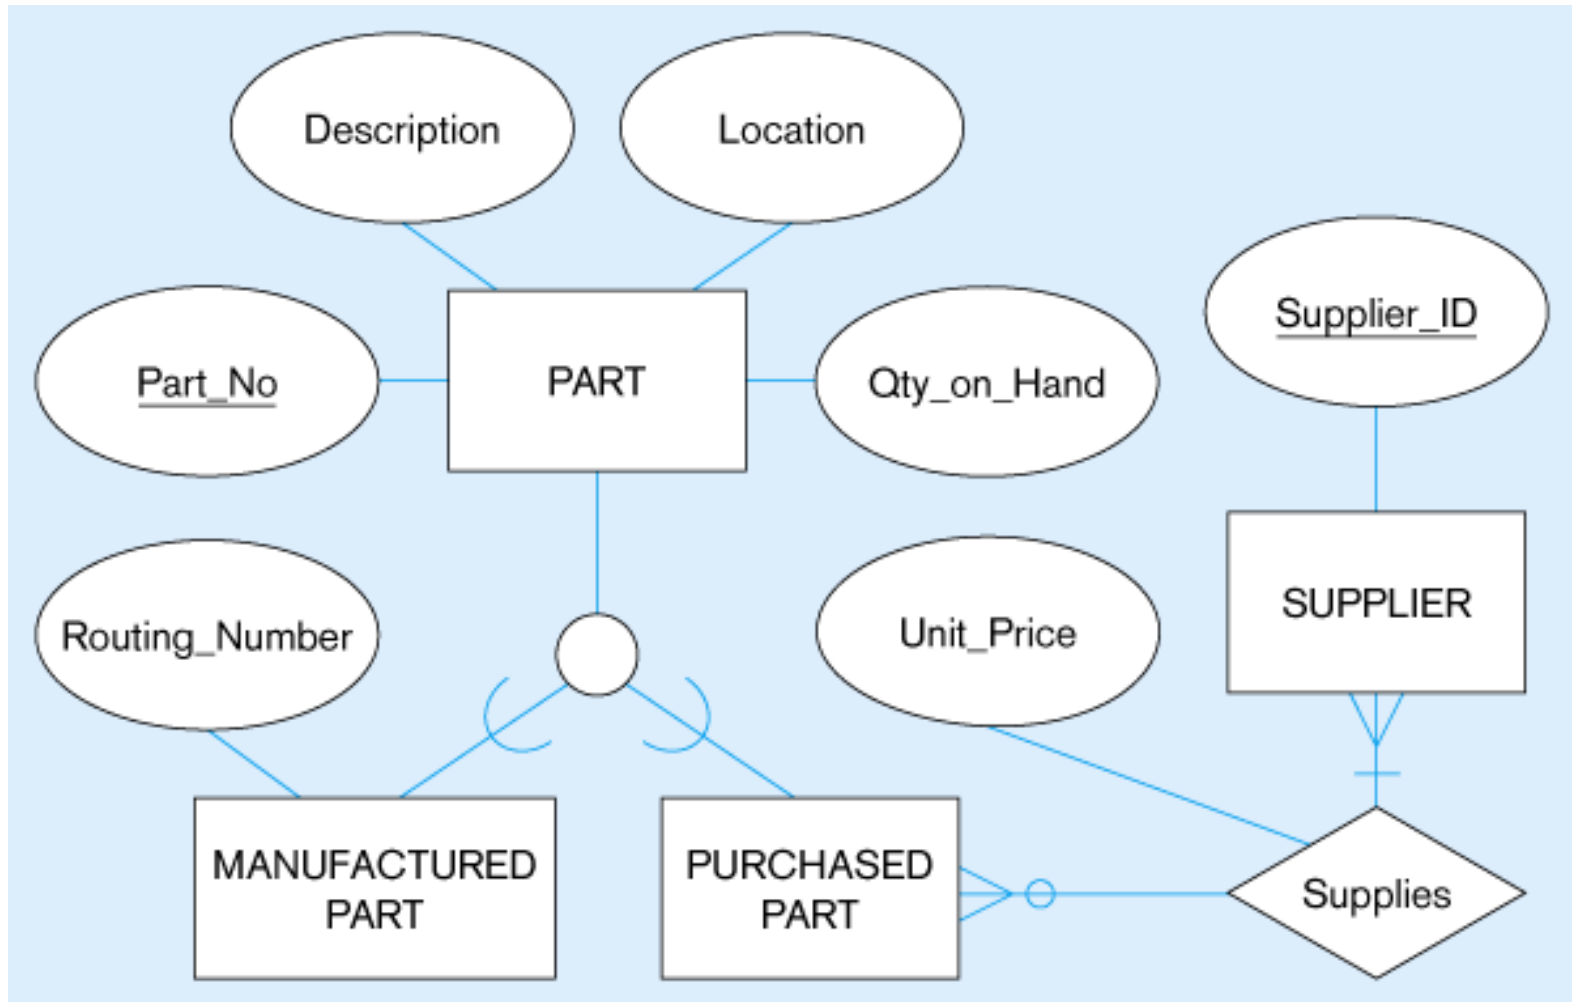 Description
Location
Supplier_ID
Part_No
PART
Qty_on_Hand
Routing_Number
Unit_Price
SUPPLIER
MANUFACTURED
PART
PURCHASED
PART
Supplies